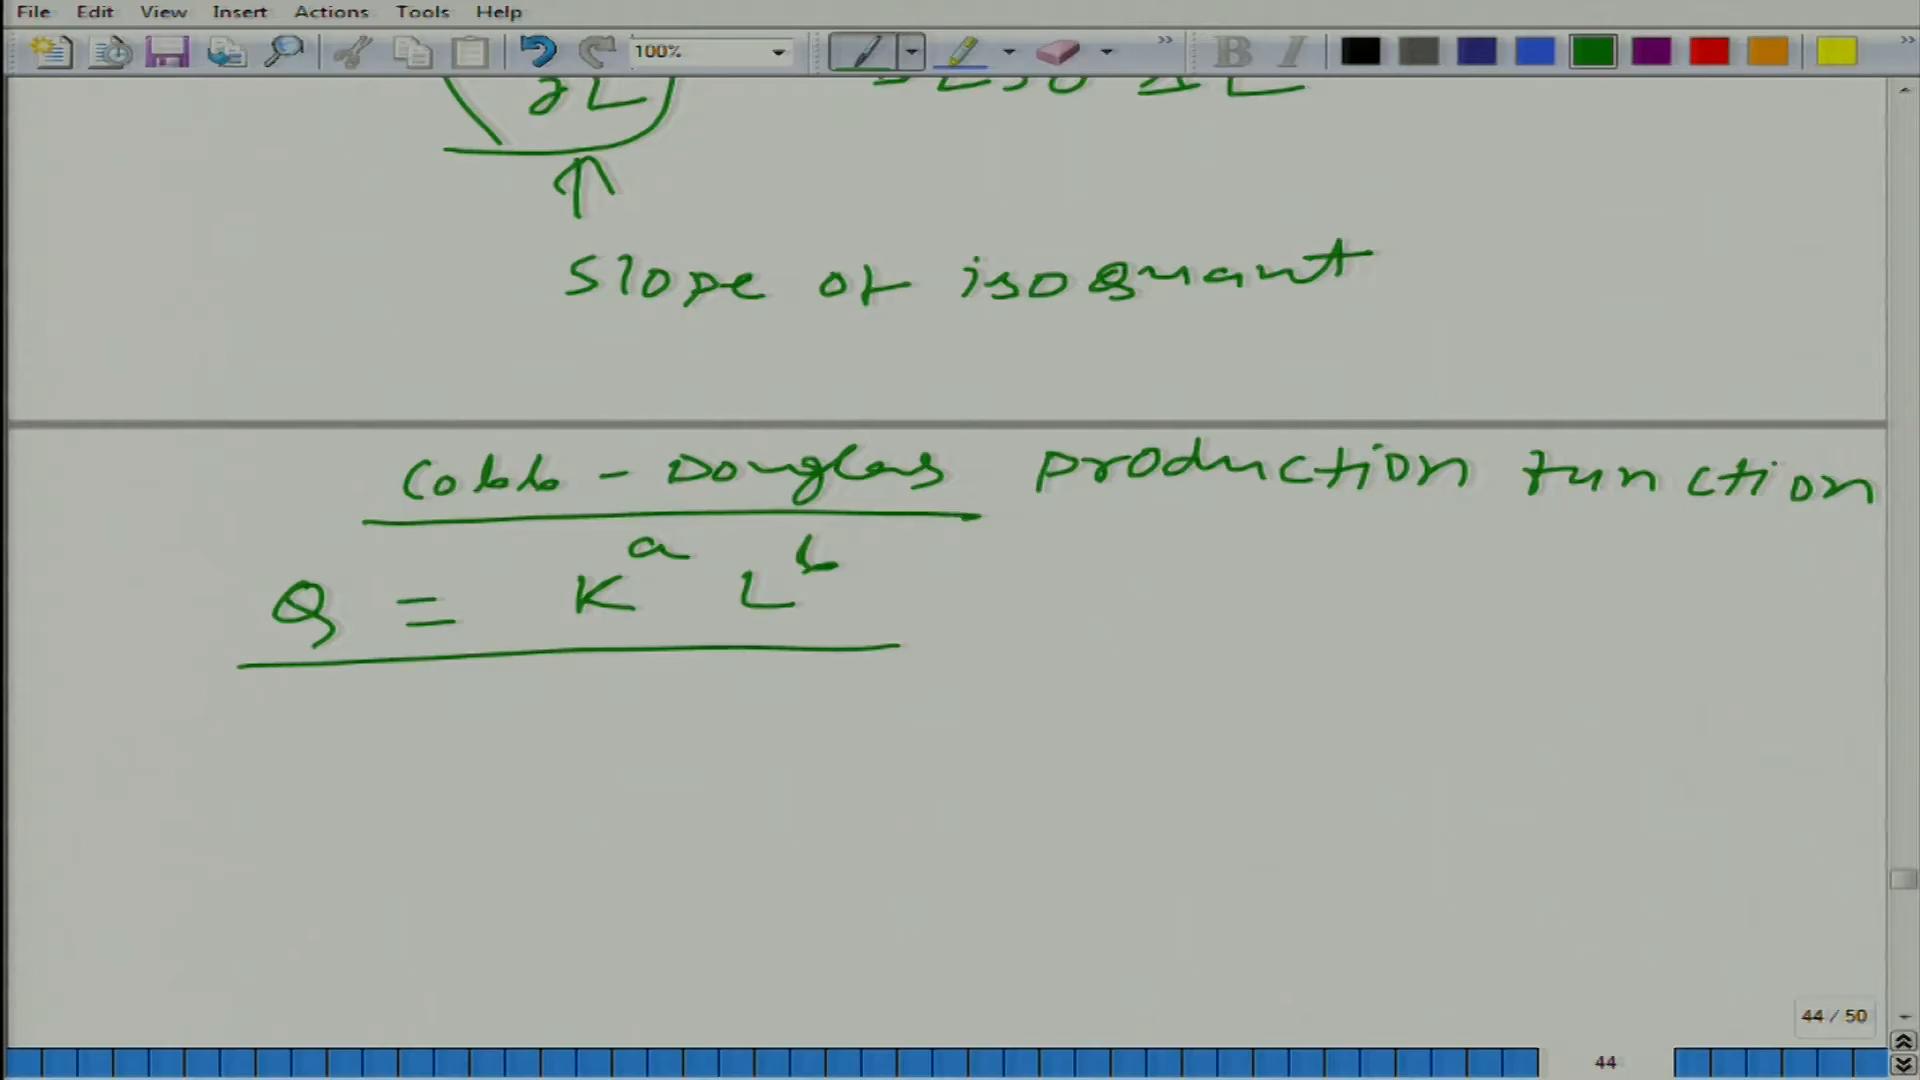 File Edit View Insert Actions Tools Help
100%
B I
∂L
Slope of isoquant
Cobb-Douglas production function
Q = K^a L^b
44 / 50
44